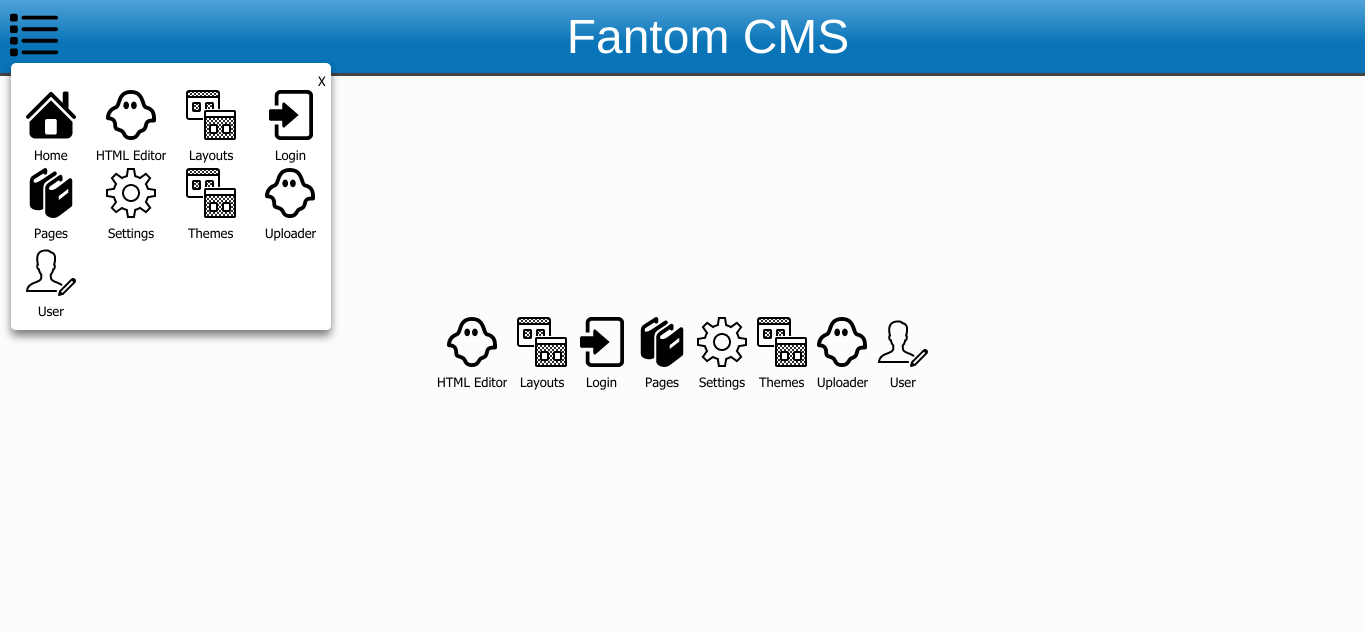 Fantom CMS
X
Home HTML Editor Layouts Login
Pages Settings Themes Uploader
User
HTML Editor Layouts Login Pages Settings Themes Uploader User